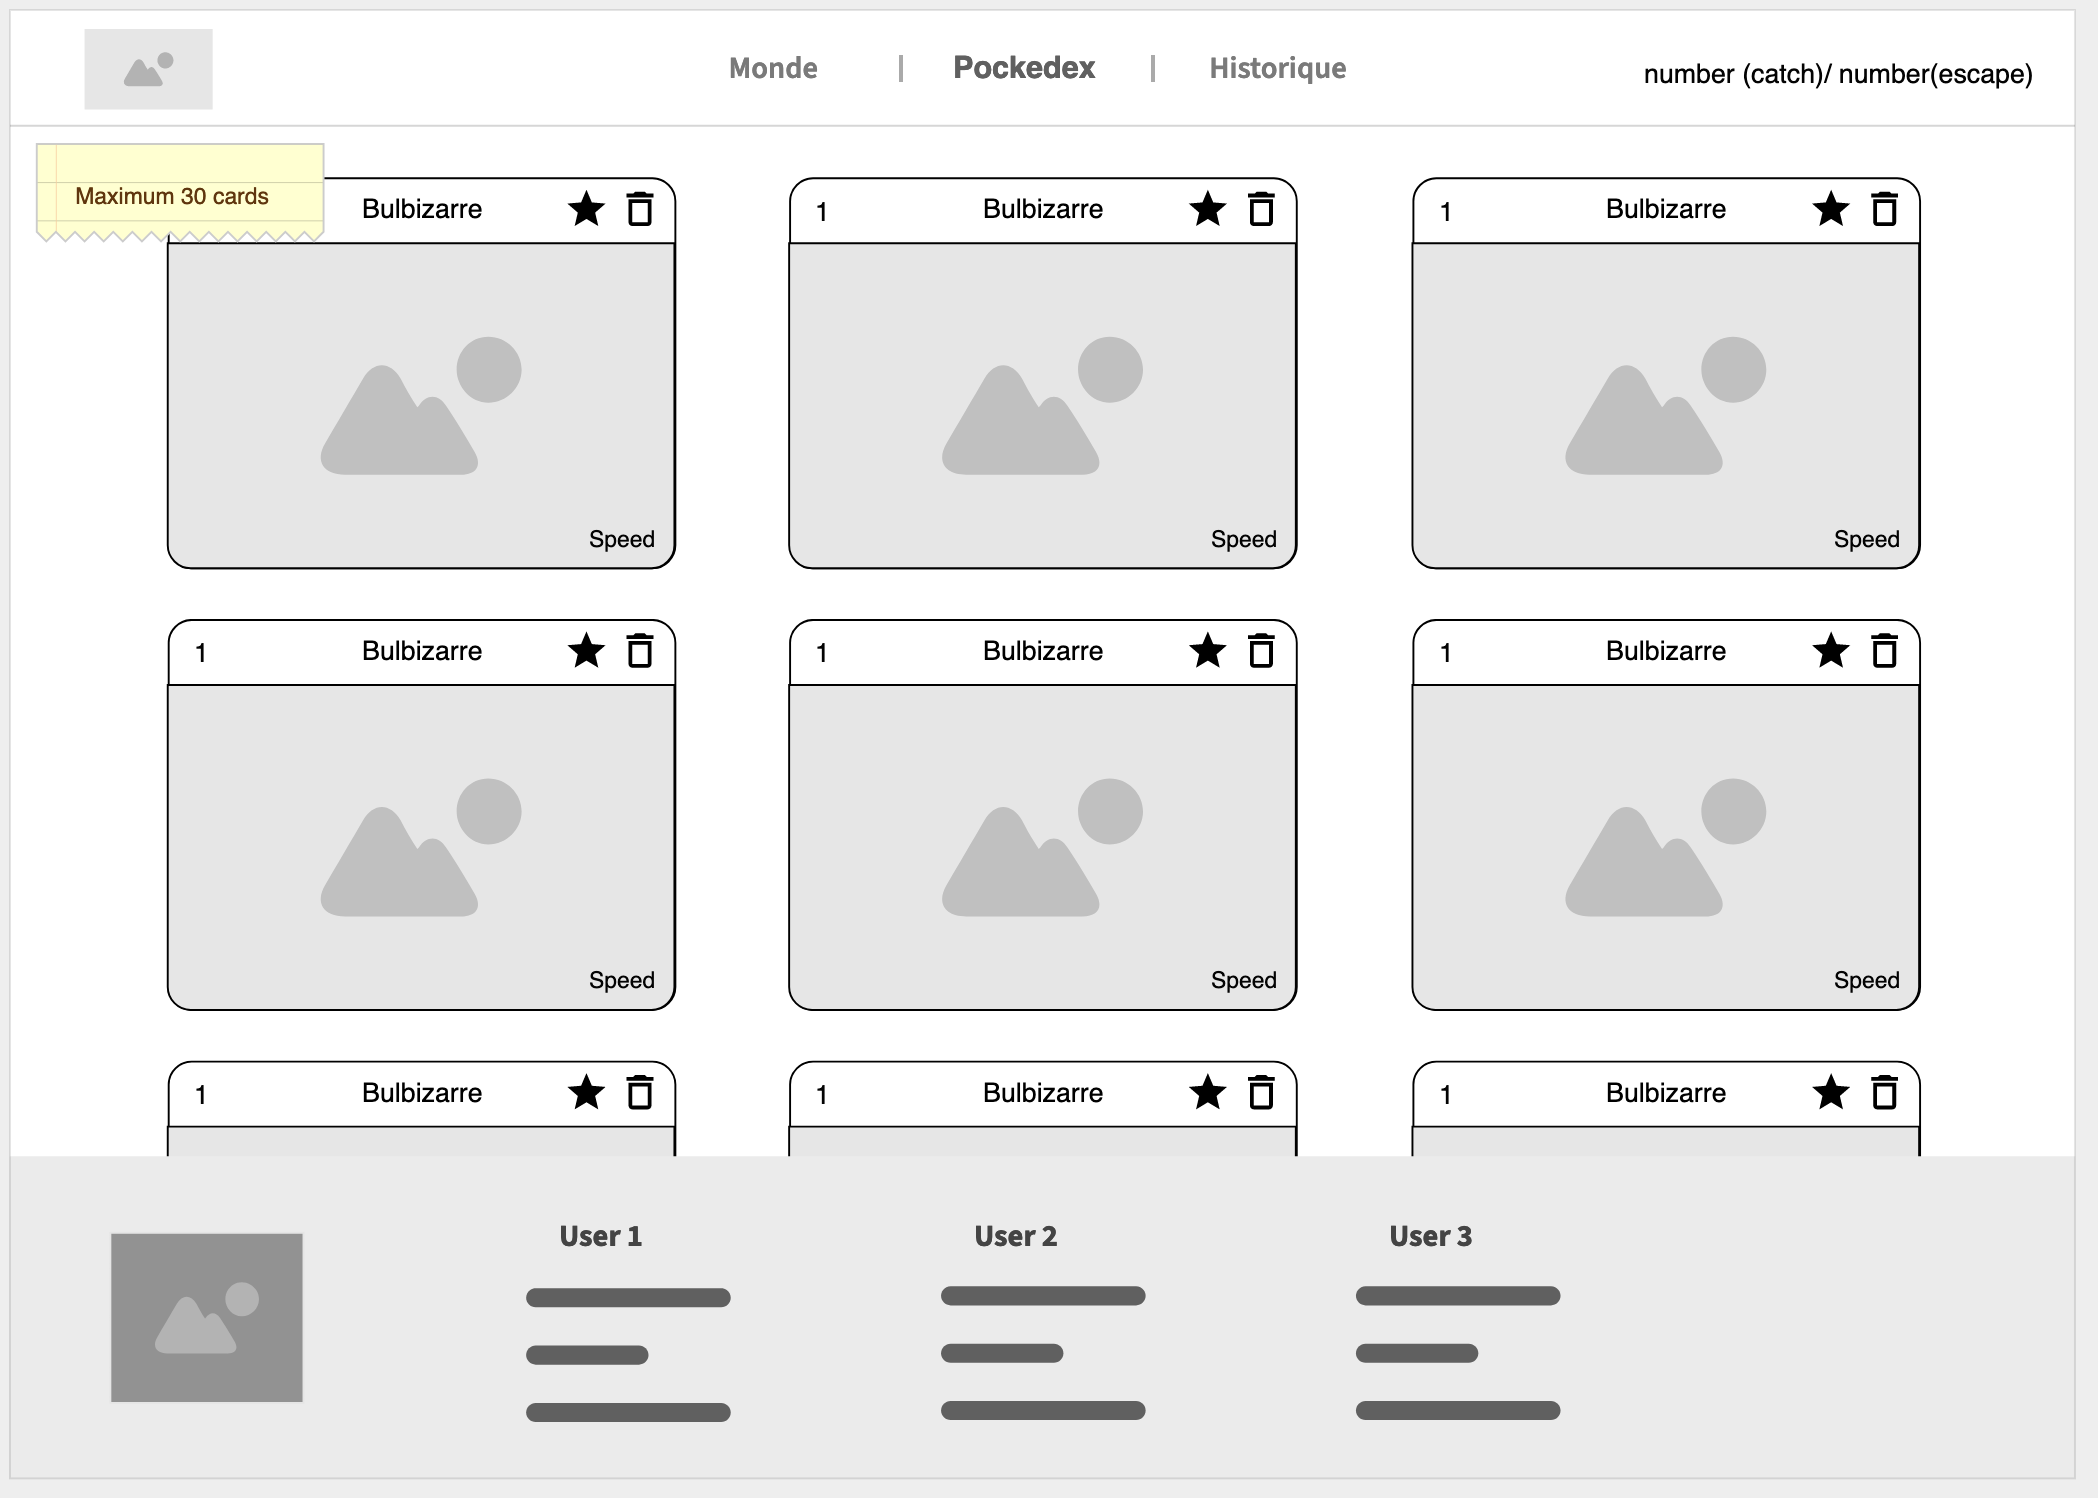 Monde | Pockedex | Historique
number (catch)/ number(escape)
Maximum 30 cards
Bulbizarre
1 Bulbizarre
1 Bulbizarre
Speed
Speed
Speed
1 Bulbizarre
1 Bulbizarre
1 Bulbizarre
Speed
Speed
Speed
1 Bulbizarre
1 Bulbizarre
1 Bulbizarre
User 1
User 2
User 3